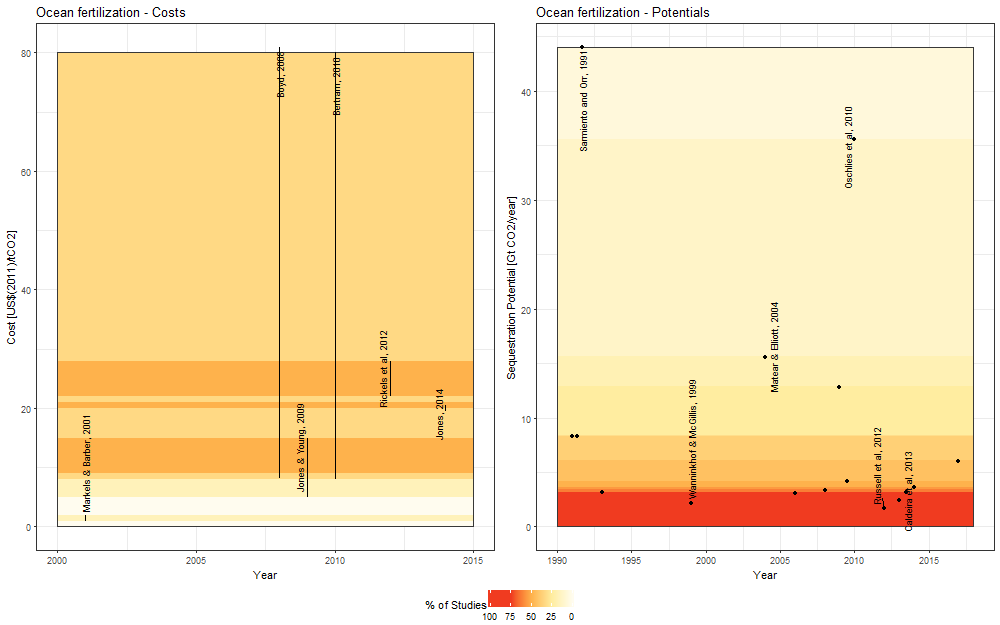 Ocean fertilization - Costs
Cost [US$(2011)/tCO2]
80
60
40
20
0
Boyd, 2008
Bertram, 2010
Rickels et al, 2012
Jones, 2014
Jones & Young, 2009
Markels & Barber, 2001
2000
2005
2010
2015
Year
Ocean fertilization - Potentials
Sequestration Potential [Gt CO2/year]
40
30
20
10
0
Sarmiento and Orr, 1991
Oschlies et al, 2010
Matear & Elliott, 2004
Wanninkhof & McGillis, 1999
Russell et al, 2012
Caldeira et al, 2013
1990
1995
2000
2005
2010
2015
Year
% of Studies
100 75 50 25 0